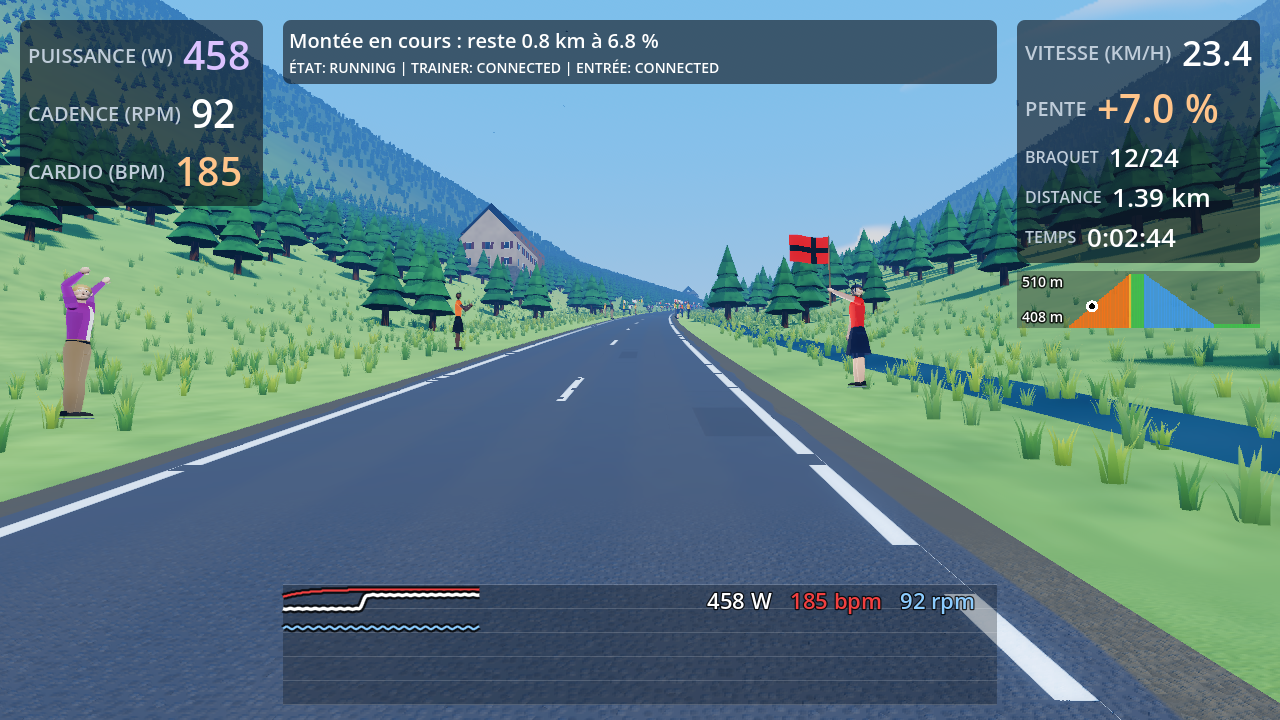 PUISSANCE (W) 458
CADENCE (RPM) 92
CARDIO (BPM) 185
Montée en cours : reste 0.8 km à 6.8 %
ÉTAT: RUNNING | TRAINER: CONNECTED | ENTRÉE: CONNECTED
VITESSE (KM/H) 23.4
PENTE +7.0 %
BRAQUET 12/24
DISTANCE 1.39 km
TEMPS 0:02:44
510 m
408 m
458 W 185 bpm 92 rpm